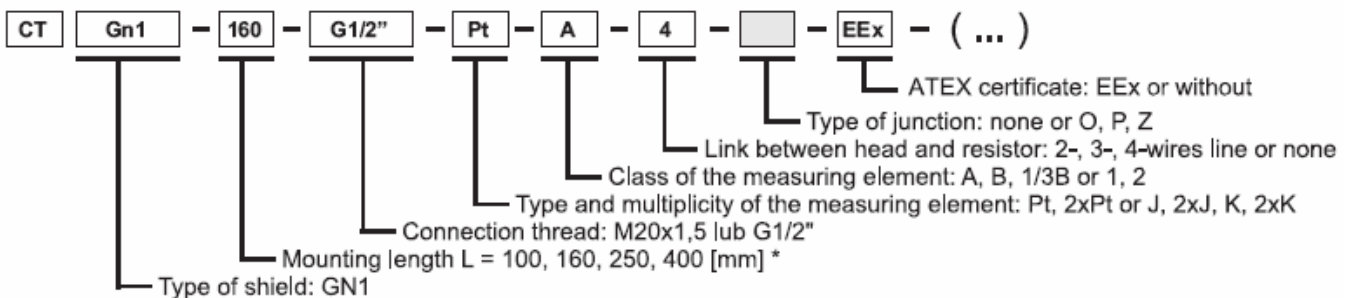 CT Gn1 - 160 - G1/2” - Pt - A - 4 - - EEx - ( ... )
ATEX certificate: EEx or without
Type of junction: none or O, P, Z
Link between head and resistor: 2-, 3-, 4-wires line or none
Class of the measuring element: A, B, 1/3B or 1, 2
Type and multiplicity of the measuring element: Pt, 2xPt or J, 2xJ, K, 2xK
Connection thread: M20x1,5 lub G1/2"
Mounting length L = 100, 160, 250, 400 [mm] *
Type of shield: GN1